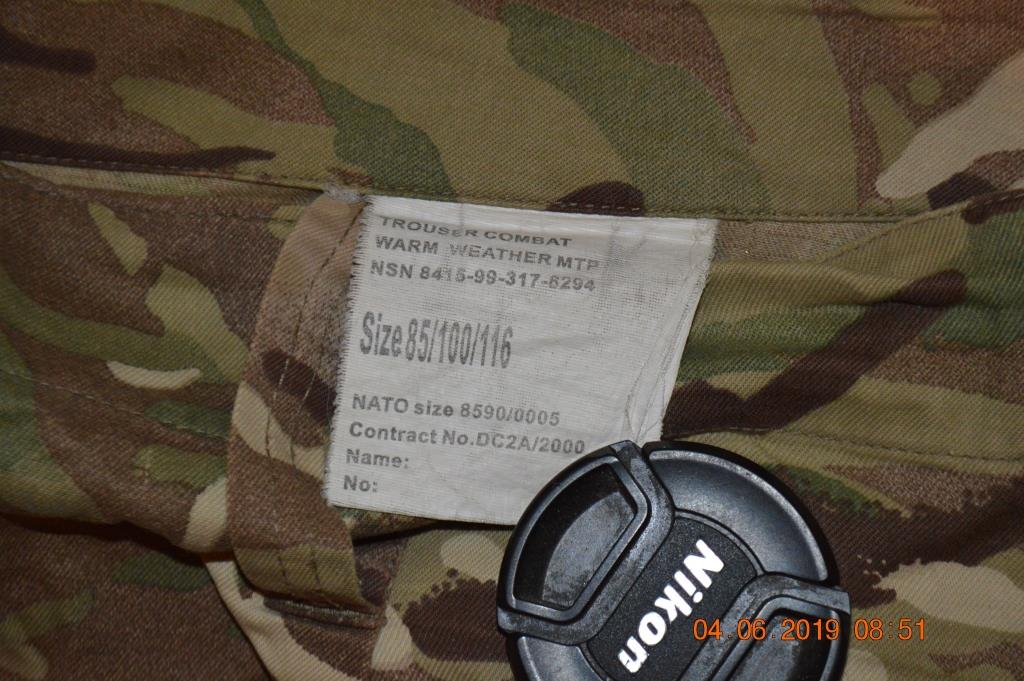 TROUSER COMBAT
WARM WEATHER MTP
NSN 8415-99-317-8294
Size 85/100/116
NATO size 8590/0005
Contract No.DC2A/2000
Name:
No:
Nikon
04 06 2019 08:51